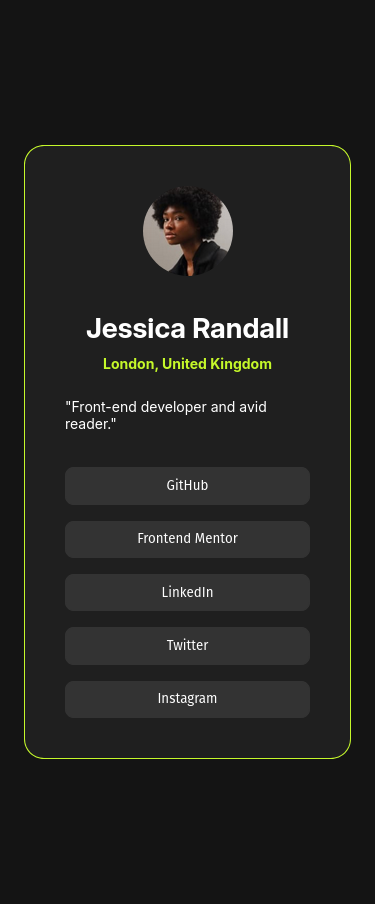 Jessica Randall
London, United Kingdom
"Front-end developer and avid
reader."
GitHub
Frontend Mentor
LinkedIn
Twitter
Instagram